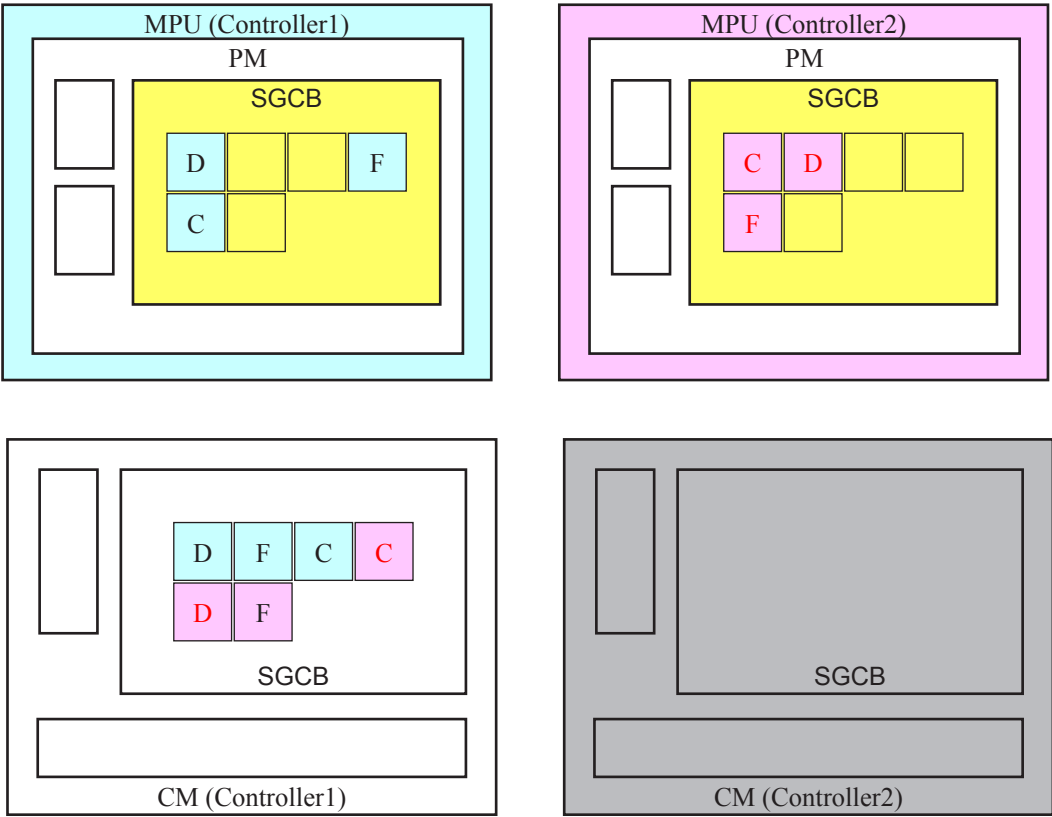 MPU (Controller1)
PM
SGCB
D F
C
MPU (Controller2)
PM
SGCB
C D
F
D F C C
D F
SGCB
CM (Controller1)
SGCB
CM (Controller2)